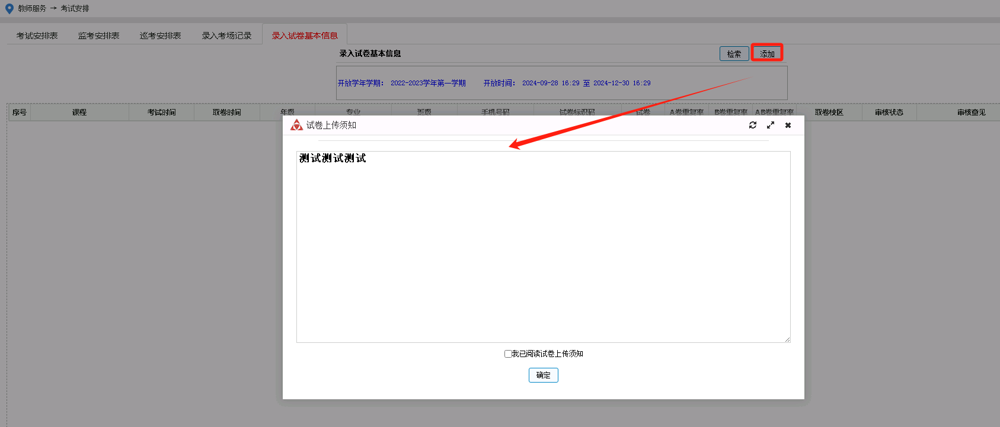 教师服务 → 考试安排
考试安排表 监考安排表 巡考安排表 录入考场记录 录入试卷基本信息
录入试卷基本信息 检索 添加
开放学年学期： 2022-2023学年第一学期 开放时间： 2024-09-28 16:29 至 2024-12-30 16:29
序号 课程 考试时间 取卷时间 年级 专业 班级 手机号码 试卷标识码 试卷 A卷重复率 B卷重复率 AB卷重复率 取卷校区 审核状态 审核意见
试卷上传须知
测试测试测试
我已阅读试卷上传须知
确定